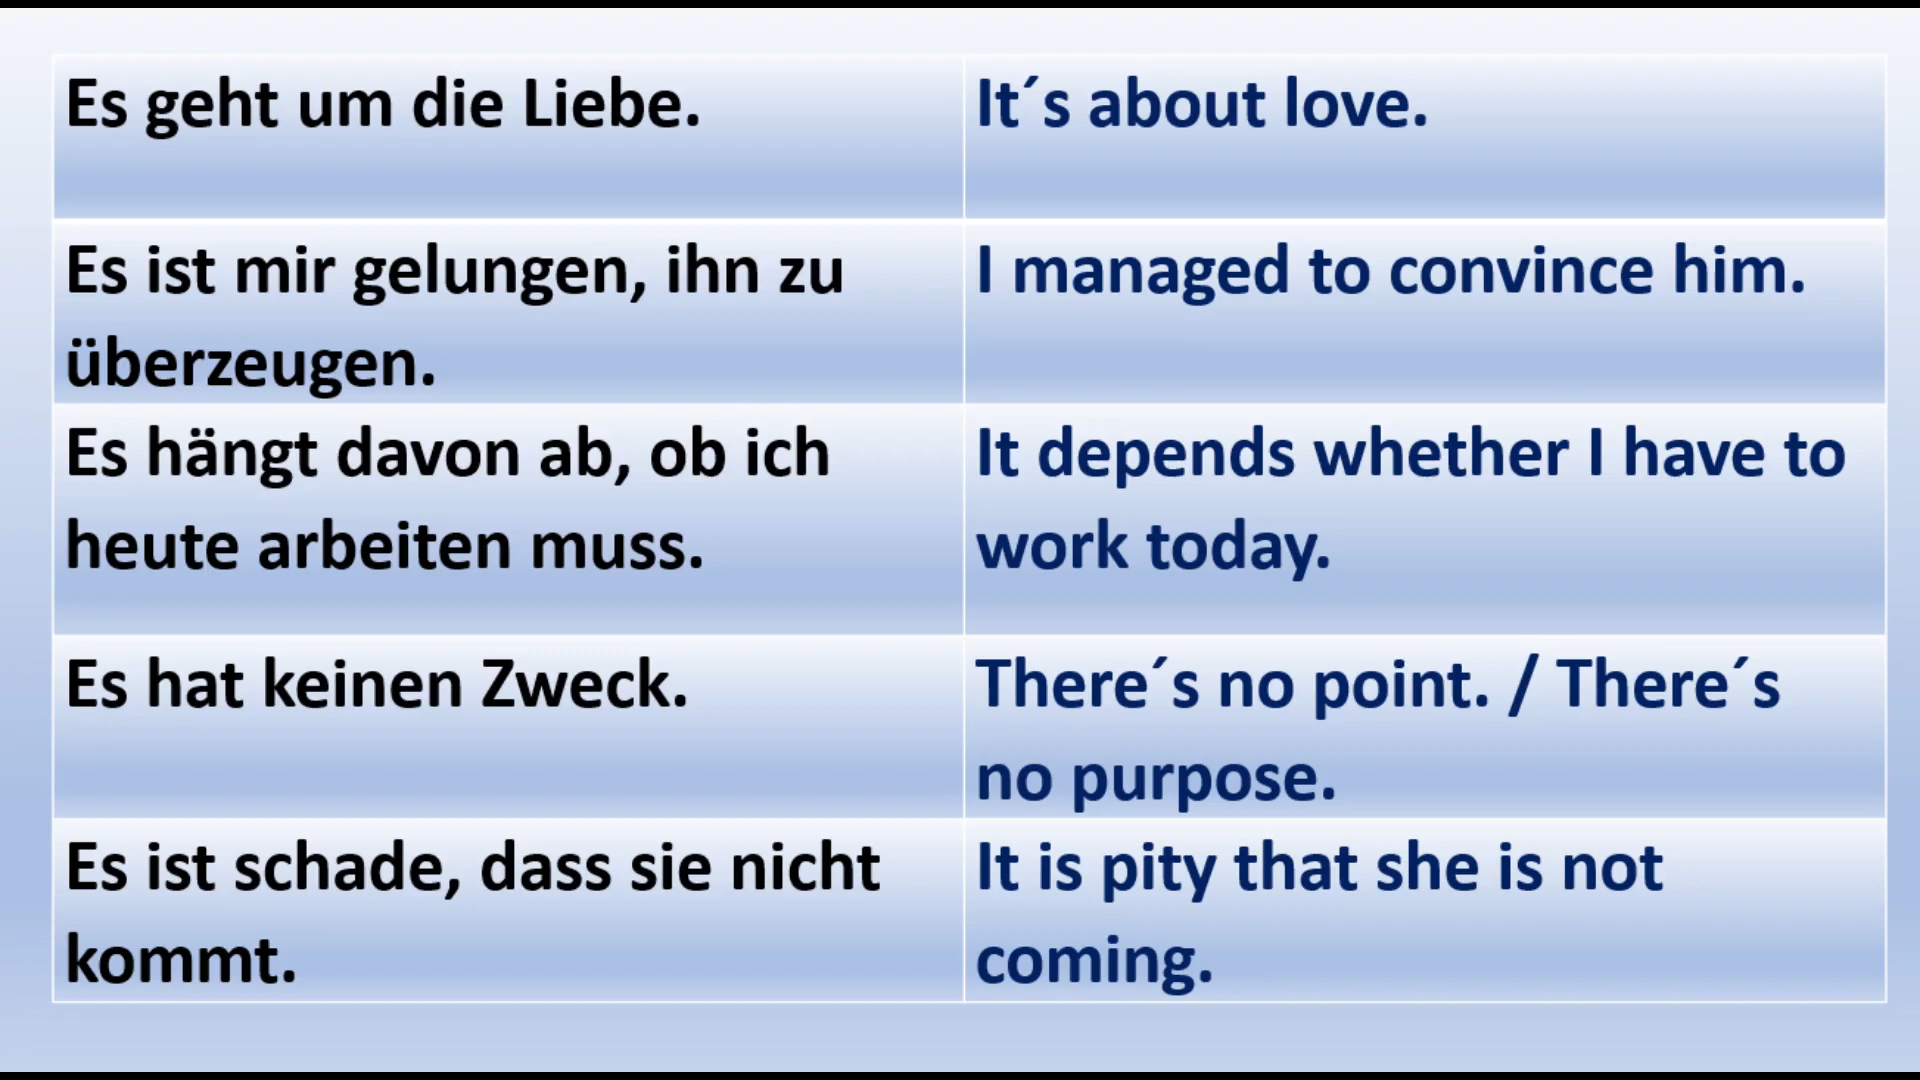 Es geht um die Liebe.
It´s about love.
Es ist mir gelungen, ihn zu
überzeugen.
I managed to convince him.
Es hängt davon ab, ob ich
heute arbeiten muss.
It depends whether I have to
work today.
Es hat keinen Zweck.
There´s no point. / There´s
no purpose.
Es ist schade, dass sie nicht
kommt.
It is pity that she is not
coming.